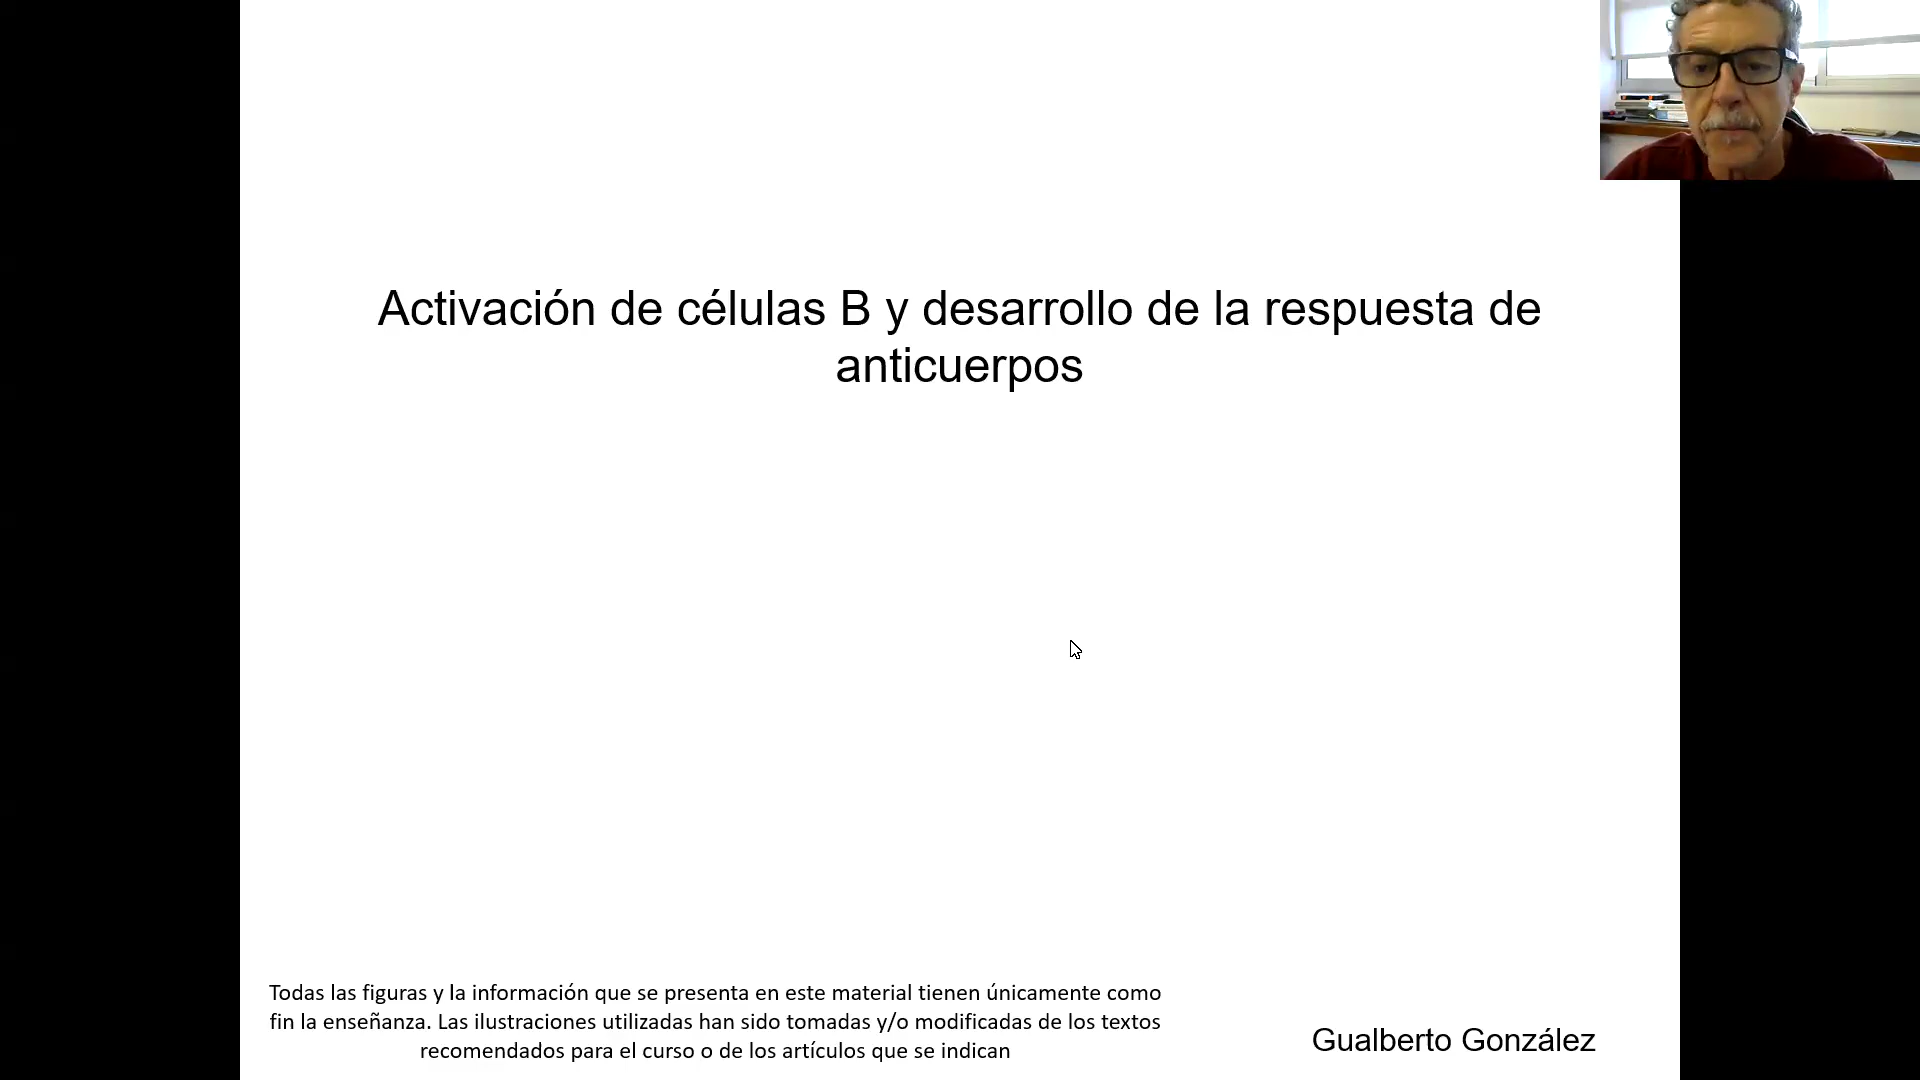 Activación de células B y desarrollo de la respuesta de
anticuerpos
Todas las figuras y la información que se presenta en este material tienen únicamente como
fin la enseñanza. Las ilustraciones utilizadas han sido tomadas y/o modificadas de los textos
recomendados para el curso o de los artículos que se indican
Gualberto González